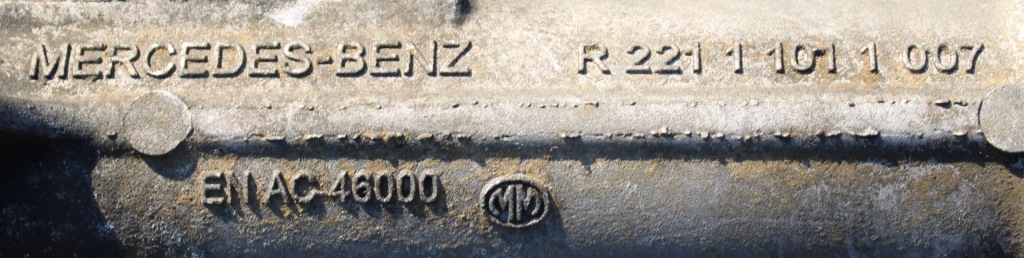 MERCEDES-BENZ R 221 1 101 1 007
EN AC-46000 MM